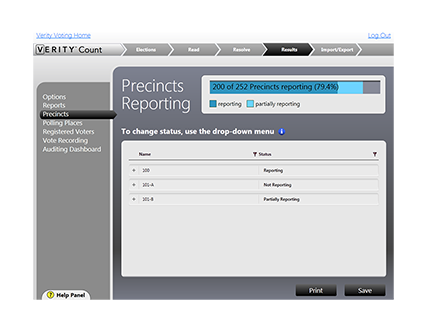 Verity Voting Home
Log Out
VERITY Count
Elections
Read
Resolve
Results
Import/Export
Options
Reports
Precincts
Polling Places
Registered Voters
Vote Recording
Auditing Dashboard
Precincts Reporting
200 of 252 Precincts reporting (79.4%)
reporting
partially reporting
To change status, use the drop-down menu
Name
Status
+ 100 Reporting
+ 101-A Not Reporting
+ 101-B Partially Reporting
? Help Panel
Print
Save